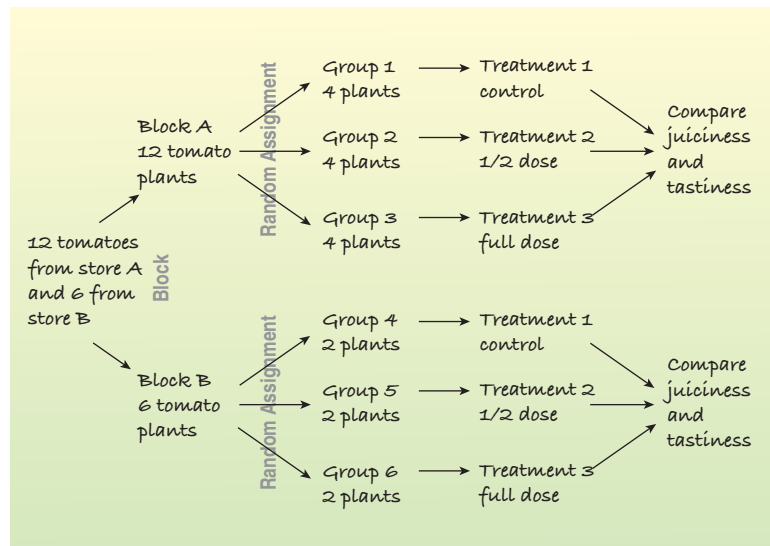 12 tomatoes
from store A
and 6 from
store B
Block
Block A
12 tomato
plants
Random Assignment
Group 1
4 plants
Treatment 1
control
Group 2
4 plants
Treatment 2
1/2 dose
Group 3
4 plants
Treatment 3
full dose
Compare
juiciness
and
tastiness
Block B
6 tomato
plants
Random Assignment
Group 4
2 plants
Treatment 1
control
Group 5
2 plants
Treatment 2
1/2 dose
Group 6
2 plants
Treatment 3
full dose
Compare
juiciness
and
tastiness